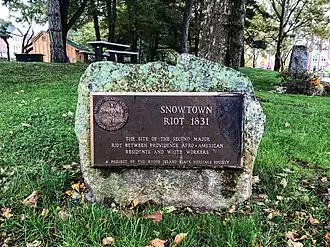 SNOWTOWN
RIOT 1831
THE SITE OF THE SECOND MAJOR
RIOT BETWEEN PROVIDENCE AFRO-AMERICAN
RESIDENTS AND WHITE WORKERS
A PROJECT OF THE RHODE ISLAND BLACK HERITAGE SOCIETY